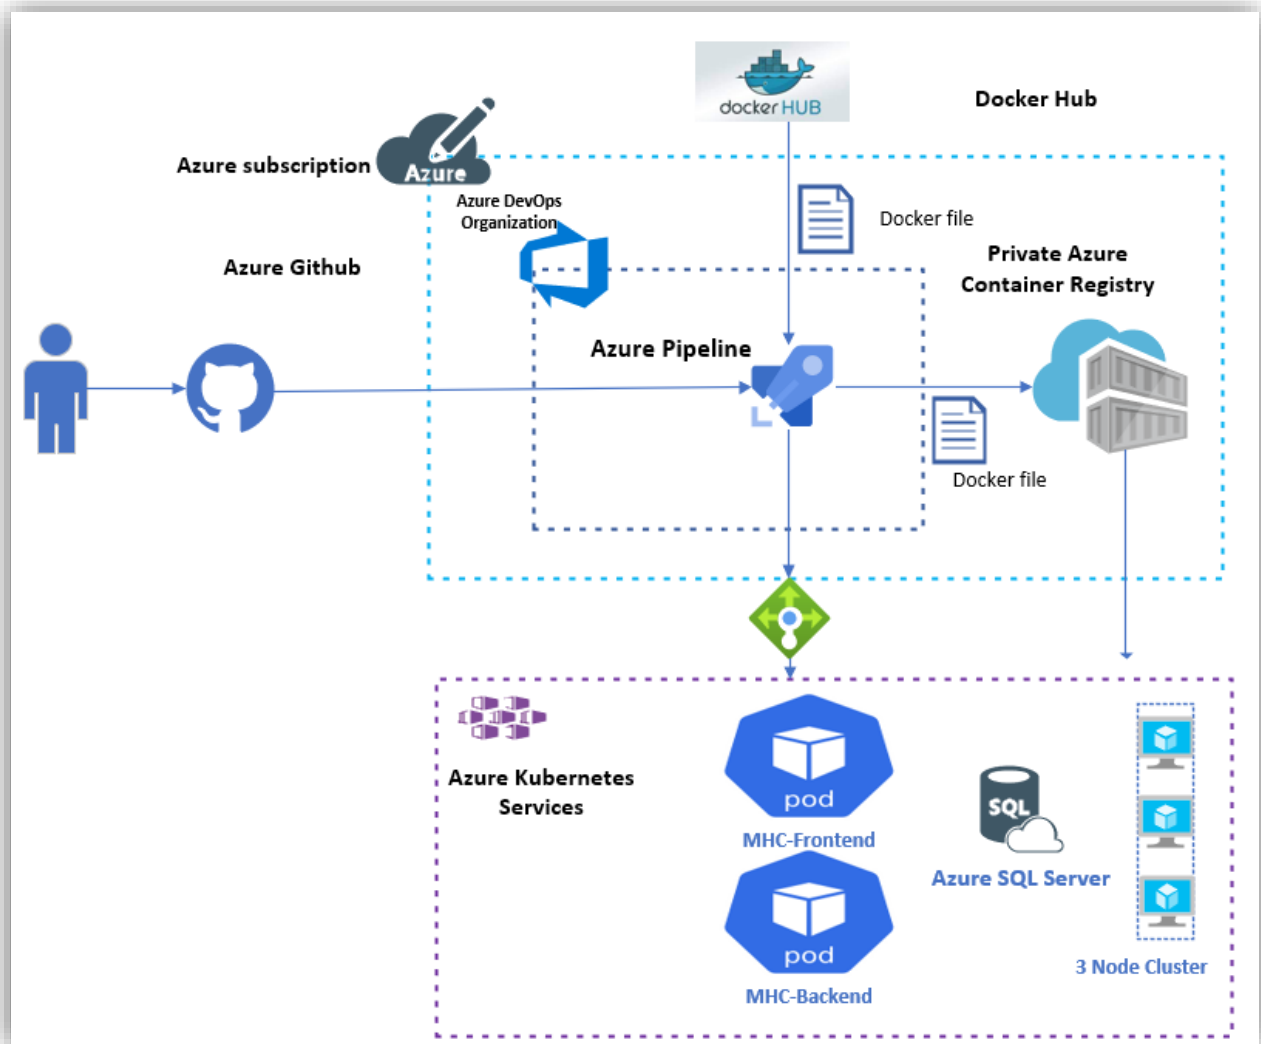 docker HUB
Docker Hub
Azure subscription
Azure
Azure DevOps
Organization
Docker file
Azure Github
Private Azure
Container Registry
Azure Pipeline
Docker file
Azure Kubernetes
Services
pod
MHC-Frontend
SQL
Azure SQL Server
pod
MHC-Backend
3 Node Cluster